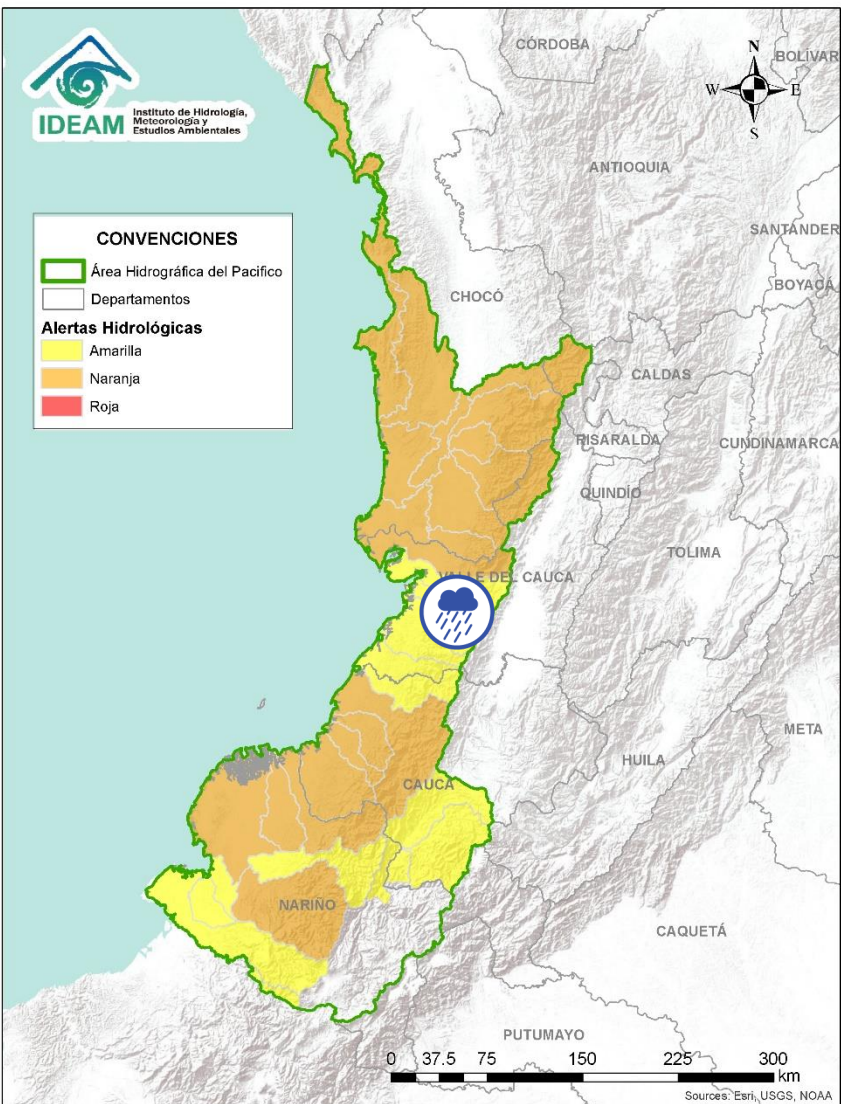 IDEAM
Instituto de Hidrología,
Meteorología y
Estudios Ambientales
CÓRDOBA
BOLÍVAR
N
W
E
S
ANTIOQUIA
SANTANDER
BOYACÁ
CONVENCIONES
Área Hidrográfica del Pacifico
Departamentos
Alertas Hidrológicas
Amarilla
Naranja
Roja
CHOCÓ
CALDAS
RISARALDA
CUNDINAMARCA
QUINDÍO
TOLIMA
VALLE DEL CAUCA
META
HUILA
CAUCA
NARIÑO
CAQUETÁ
PUTUMAYO
0 37.5 75 150 225 300
km
Sources: Esri, USGS, NOAA